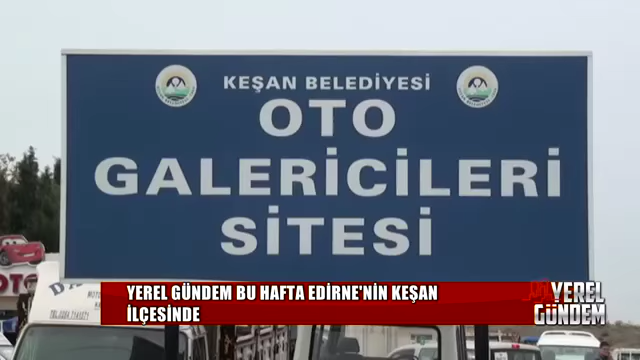 KEŞAN BELEDİYESİ
OTO
GALERİCİLERİ
SİTESİ
OTO
YEREL GÜNDEM BU HAFTA EDİRNE'NİN KEŞAN
İLÇESİNDE
YEREL
GÜNDEM